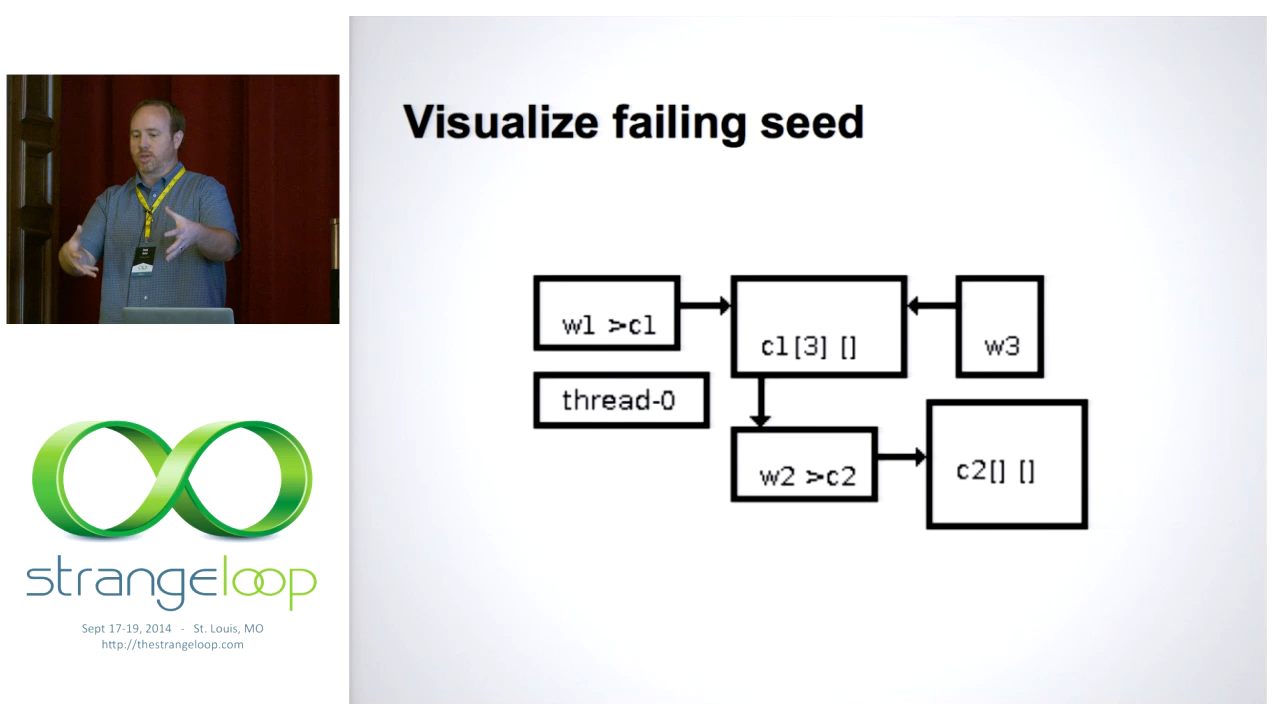 Visualize failing seed
w1 >c1
c1[3] []
w3
thread-0
w2 >c2
c2[] []
strangeloop
Sept 17-19, 2014 - St. Louis, MO
http://thestrangeloop.com